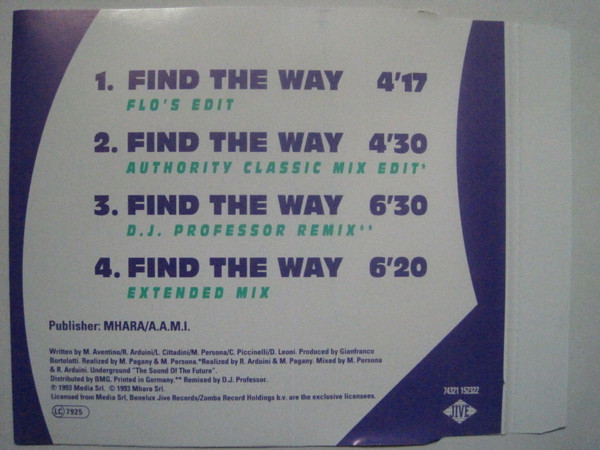 1. FIND THE WAY 4'17
FLO'S EDIT
2. FIND THE WAY 4'30
AUTHORITY CLASSIC MIX EDIT*
3. FIND THE WAY 6'30
D.J. PROFESSOR REMIX**
4. FIND THE WAY 6'20
EXTENDED MIX
Publisher: MHARA/A.A.M.I.
Written by M. Aventino/R. Arduini/L. Cittadini/M. Persona/C. Piccinelli/D. Leoni. Produced by Gianfranco
Bortolotti. Realized by M. Pagany & M. Persona.*Realized by R. Arduini & M. Pagany. Mixed by M. Persona
& R. Arduini. Underground "The Sound Of The Future".
Distributed by BMG. Printed in Germany.** Remixed by D.J. Professor.
℗ 1993 Media Srl. © 1993 Mhara Srl.
Licensed from Media Srl, Benelux Jive Records/Zomba Record Holdings b.v. are the exclusive licensees.
LC 7925
74321 152322
JIVE